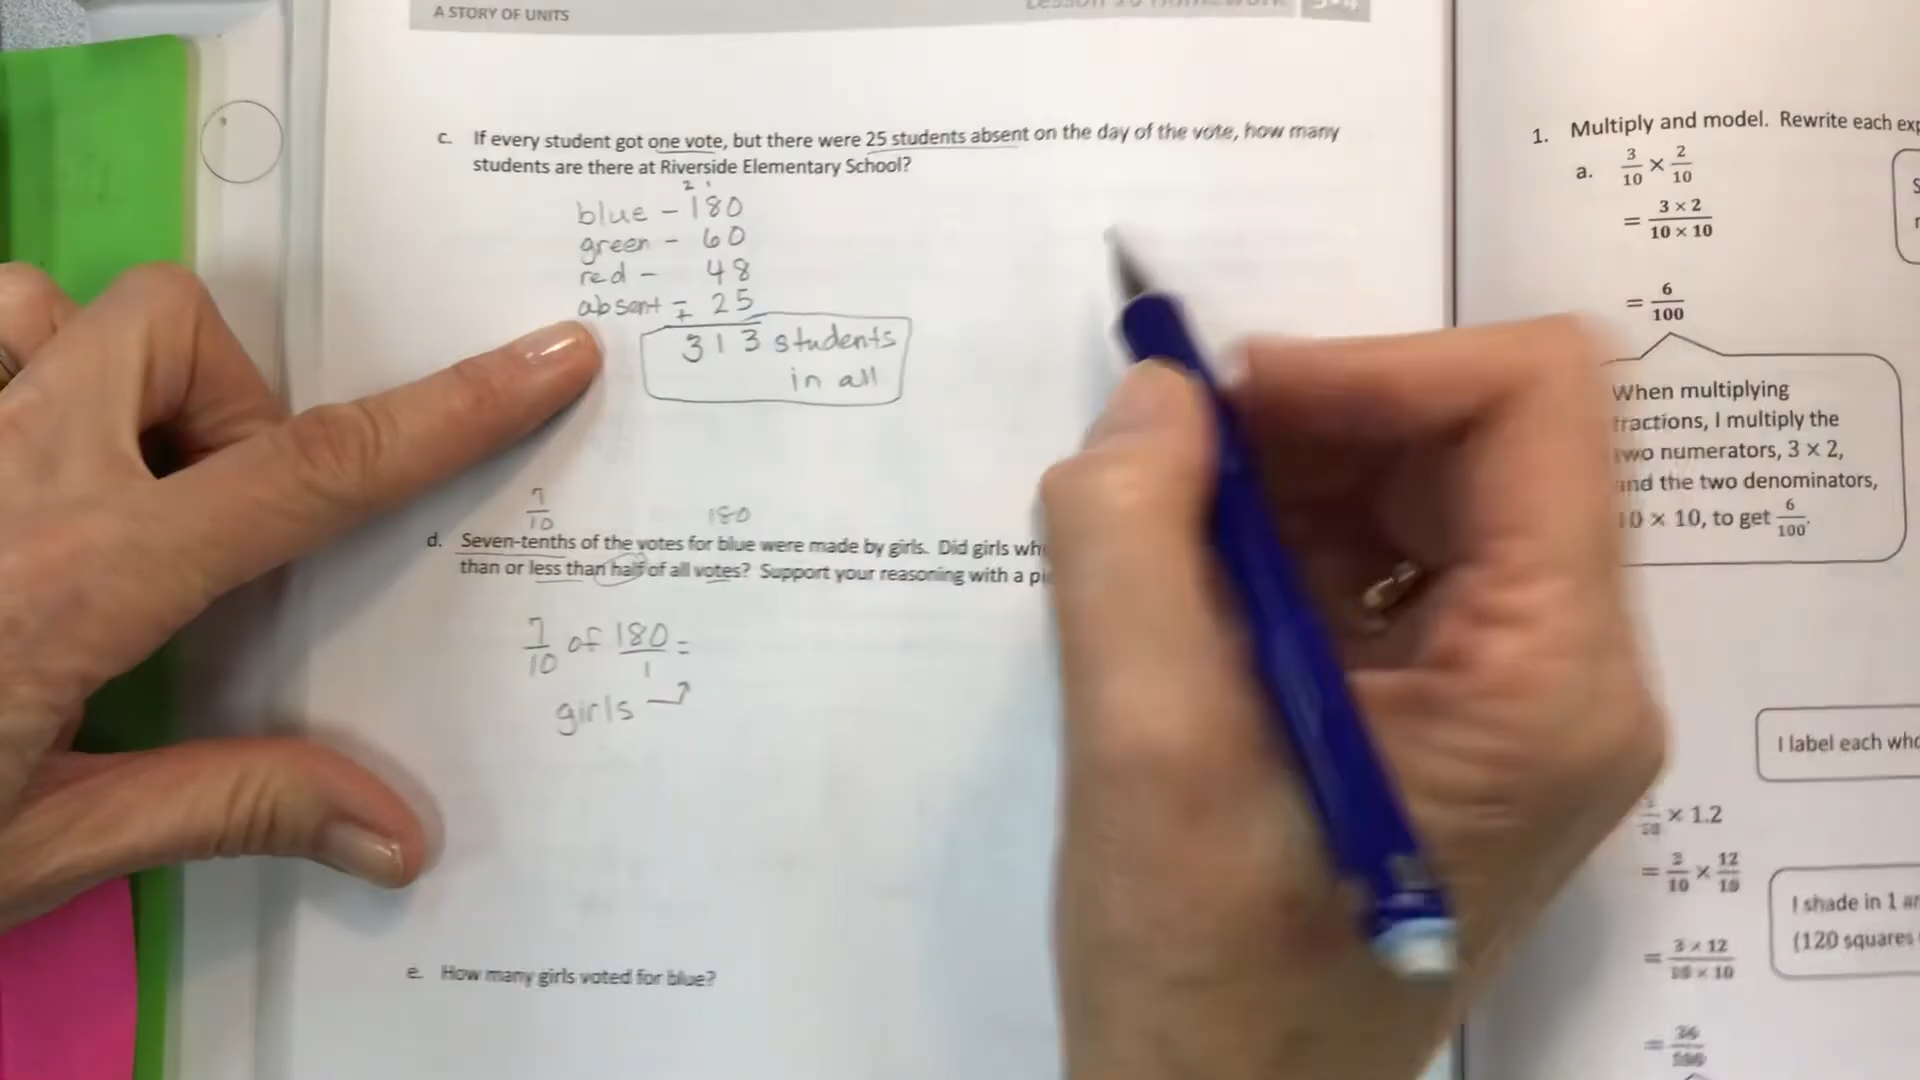 A STORY OF UNITS
c. If every student got one vote, but there were 25 students absent on the day of the vote, how many
students are there at Riverside Elementary School?
2 1
blue - 180
green - 60
red - 48
absent - + 25
313 students
in all
7/10 180
d. Seven-tenths of the votes for blue were made by girls. Did girls
than or less than half of all votes? Support your reasoning with a
7/10 of 180/1 =
girls
e. How many girls voted for blue?
1. Multiply and model. Rewrite each
a. 3/10 × 2/10
= 3 × 2/10 × 10
= 6/100
When multiplying
fractions, I multiply the
two numerators, 3 × 2,
and the two denominators,
10 × 10, to get 6/100.
I label each
× 1.2
= 3/10 × 12/10
I shade in 1
= 3 × 12/10 × 10
(120 squares
= 36/100